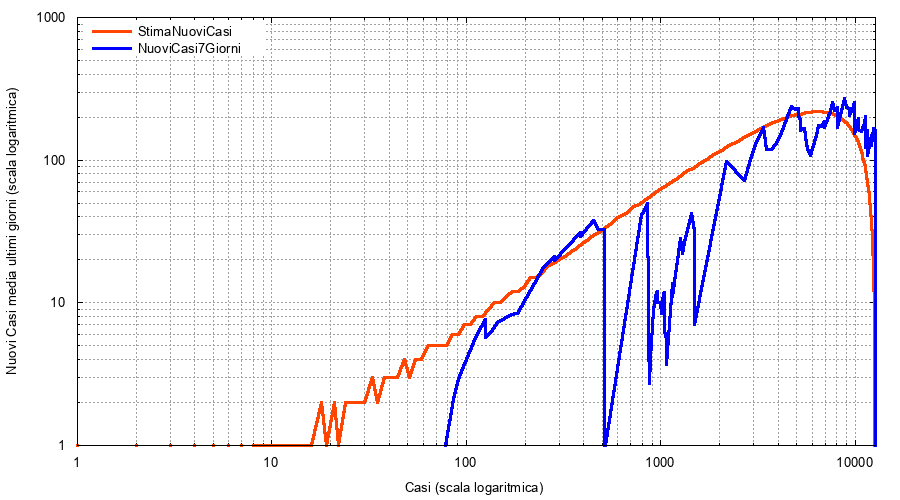 1000
StimaNuoviCasi
NuoviCasi7Giorni
100
10
1
1 10 100 1000 10000
Nuovi Casi media ultimi giorni (scala logaritmica)
Casi (scala logaritmica)